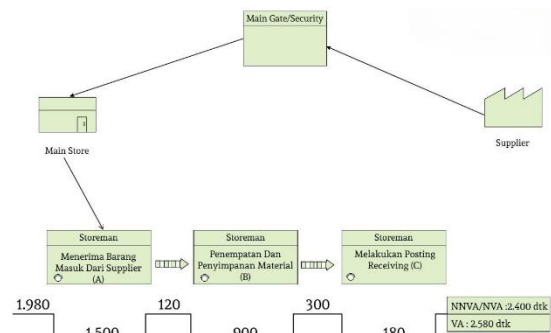 Main Gate/Security
Main Store
Supplier
Storeman
Menerima Barang
Masuk Dari Supplier
(A)
Storeman
Penempatan Dan
Penyimpanan Material
(B)
Storeman
Melakukan Posting
Receiving (C)
1.980
120
300
NNVA/NVA :2.400 dtk
VA : 2.580 dtk
1.500
900
180